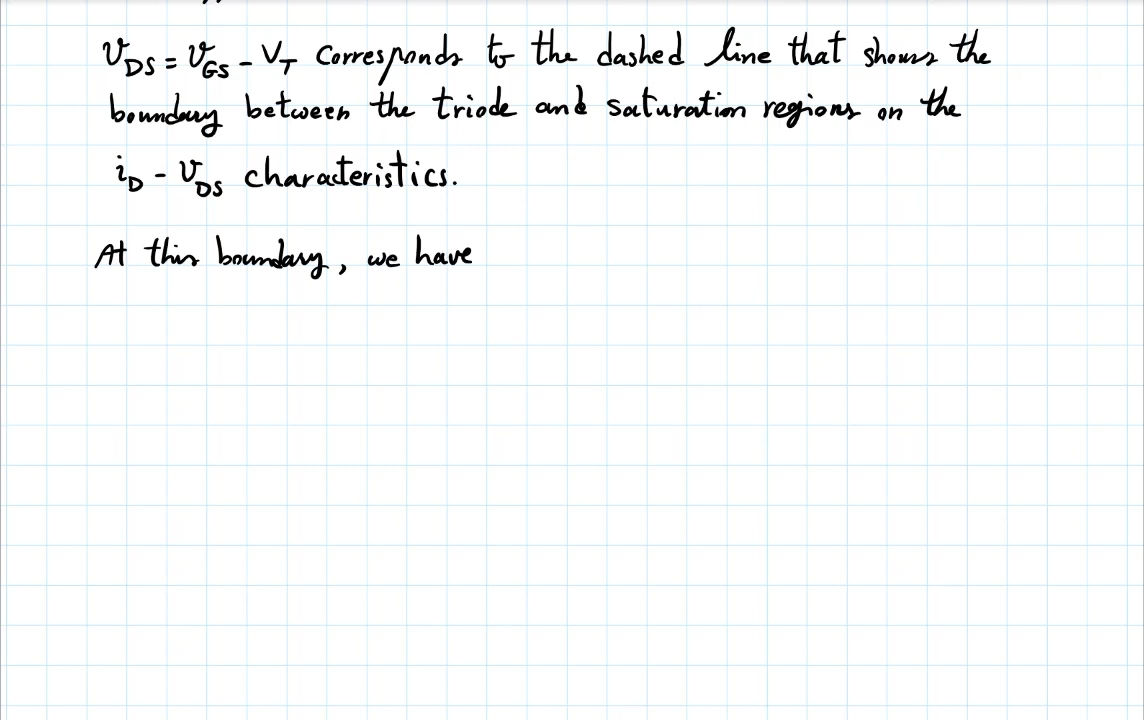 V_DS = V_GS - V_T corresponds to the dashed line that shows the
boundary between the triode and saturation regions on the
i_D - V_DS characteristics.
At this boundary, we have